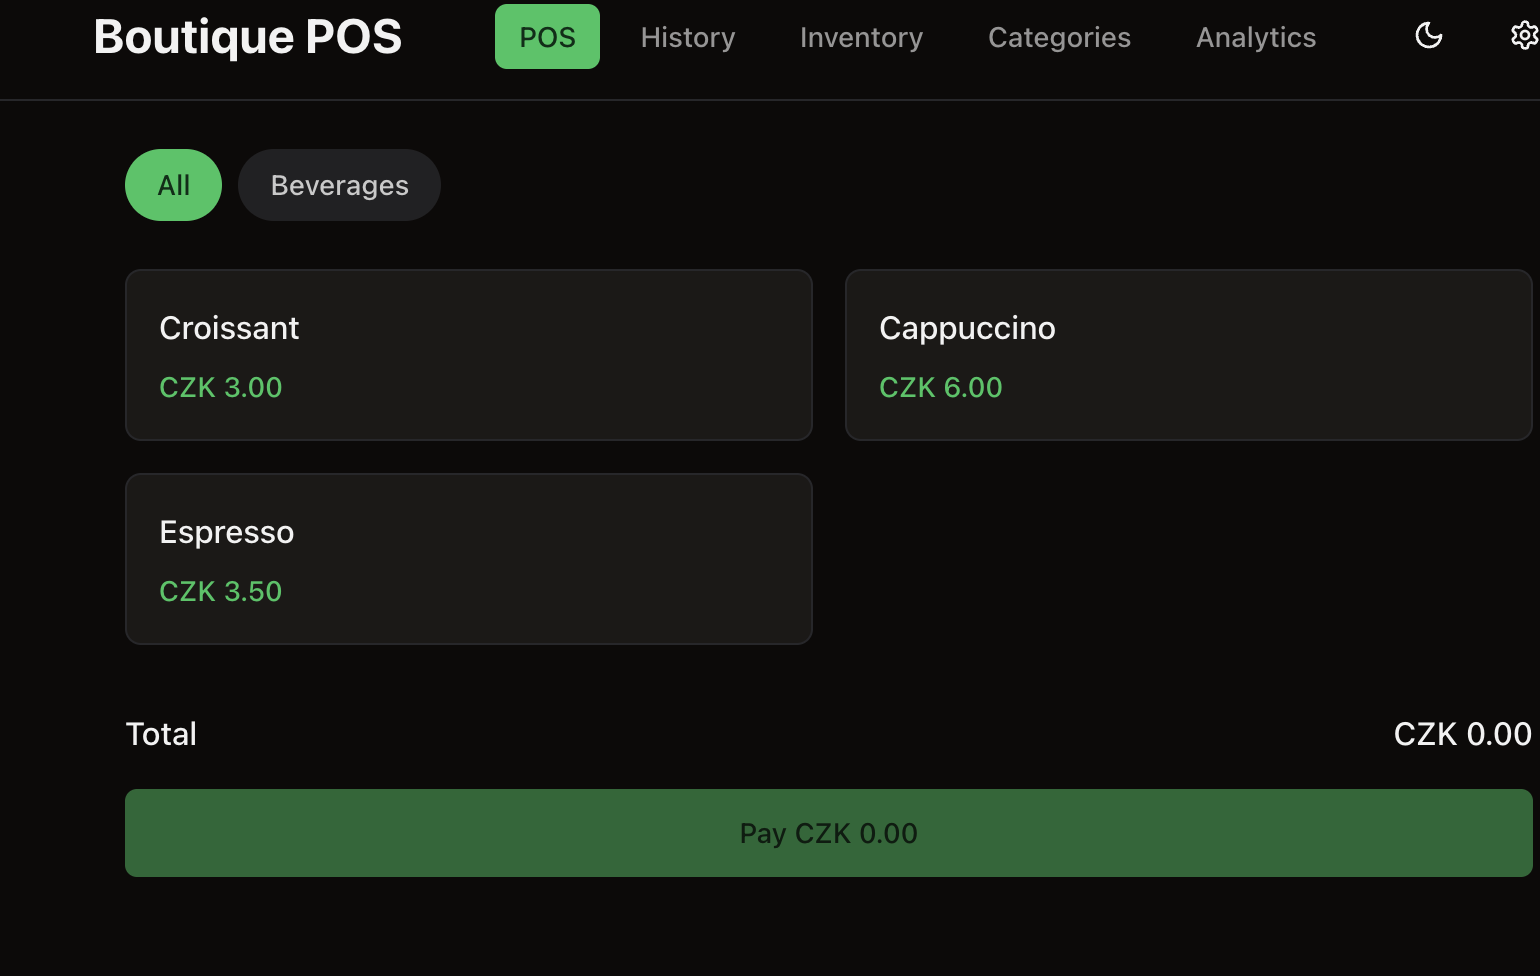 Boutique POS POS History Inventory Categories Analytics
All Beverages
Croissant
CZK 3.00
Cappuccino
CZK 6.00
Espresso
CZK 3.50
Total CZK 0.00
Pay CZK 0.00